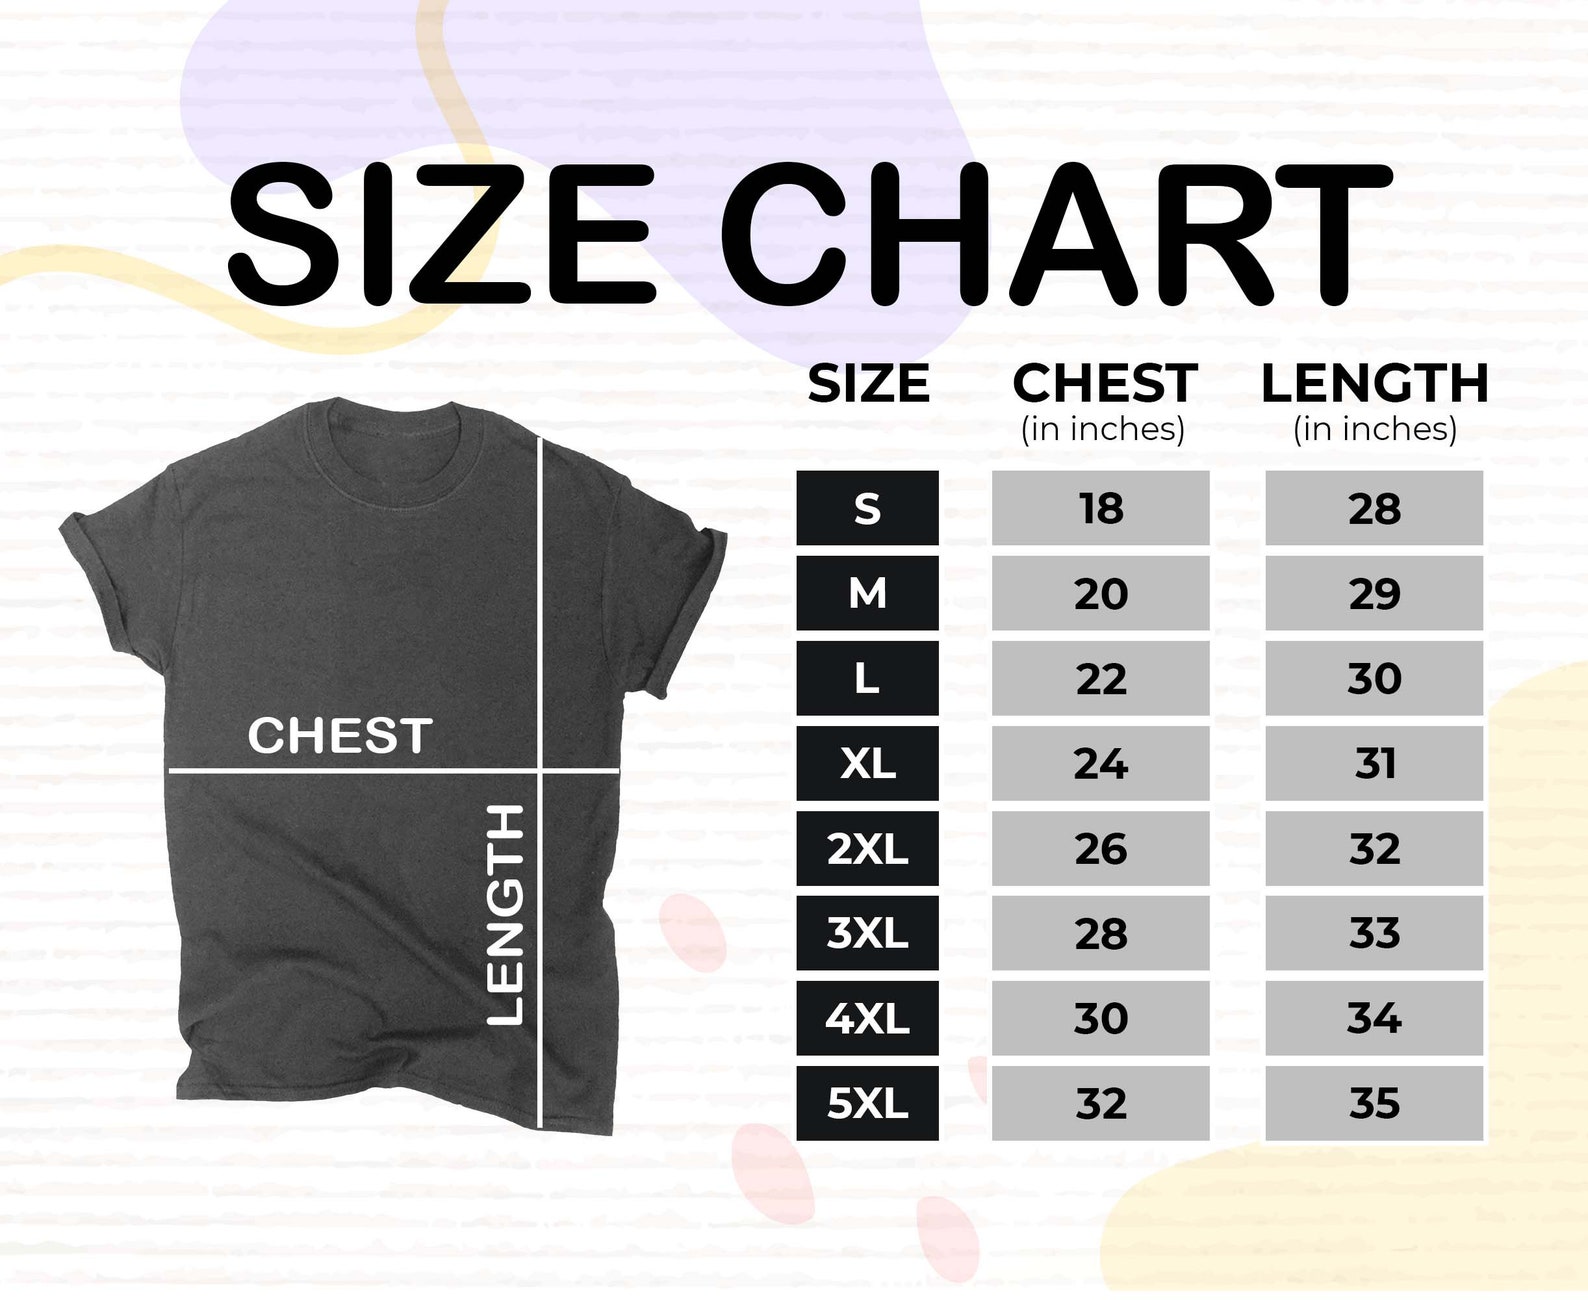 SIZE CHART
SIZE CHEST LENGTH
(in inches) (in inches)
S 18 28
M 20 29
L 22 30
XL 24 31
2XL 26 32
3XL 28 33
4XL 30 34
5XL 32 35
CHEST
LENGTH